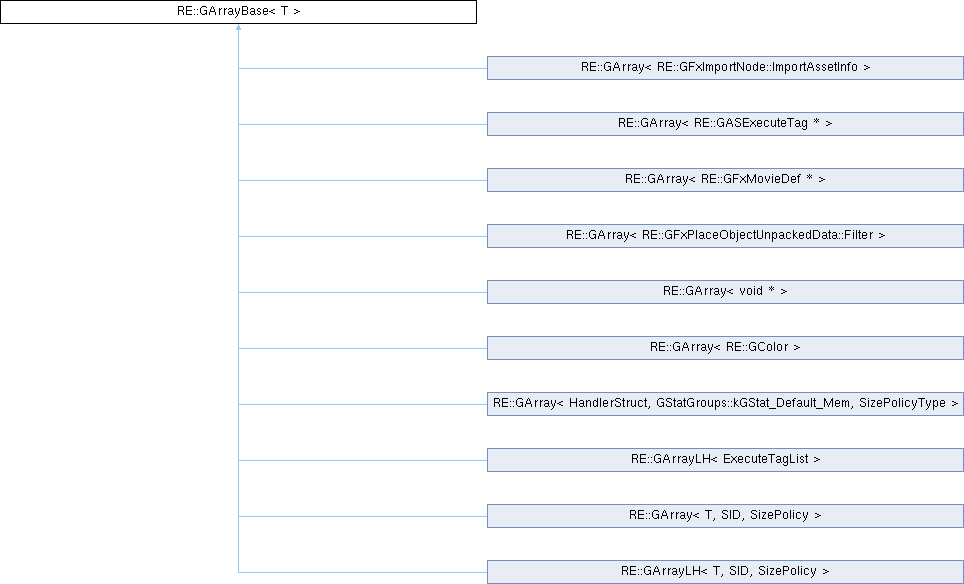 RE::GArrayBase< T >
RE::GArray< RE::GFxImportNode::ImportAssetInfo >
RE::GArray< RE::GASExecuteTag * >
RE::GArray< RE::GFxMovieDef * >
RE::GArray< RE::GFxPlaceObjectUnpackedData::Filter >
RE::GArray< void * >
RE::GArray< RE::GColor >
RE::GArray< HandlerStruct, GStatGroups::kGStat_Default_Mem, SizePolicyType >
RE::GArrayLH< ExecuteTagList >
RE::GArray< T, SID, SizePolicy >
RE::GArrayLH< T, SID, SizePolicy >